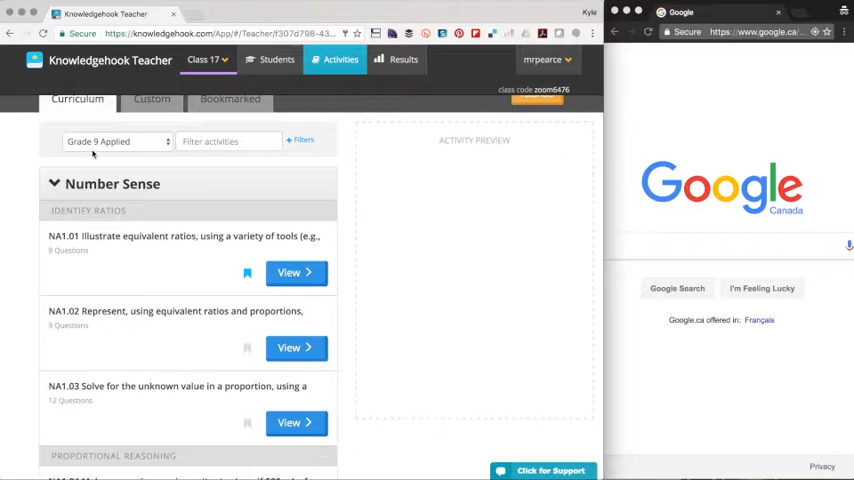 Knowledgehook Teacher
Kyle
Secure
https://knowledgehook.com/App/#/Teacher/f307d798-43...
Knowledgehook Teacher
Class 17
Students
Activities
Results
mrpearce
class code zoom6476
Curriculum
Custom
Bookmarked
Grade 9 Applied
Filter activities
+ Filters
Number Sense
IDENTIFY RATIOS
NA1.01 Illustrate equivalent ratios, using a variety of tools (e.g.,
9 Questions
View
NA1.02 Represent, using equivalent ratios and proportions,
9 Questions
View
NA1.03 Solve for the unknown value in a proportion, using a
12 Questions
View
PROPORTIONAL REASONING
ACTIVITY PREVIEW
Click for Support
Google
Secure
https://www.google.ca/
Google
Canada
Google Search
I'm Feeling Lucky
Google.ca offered in: Français
Privacy